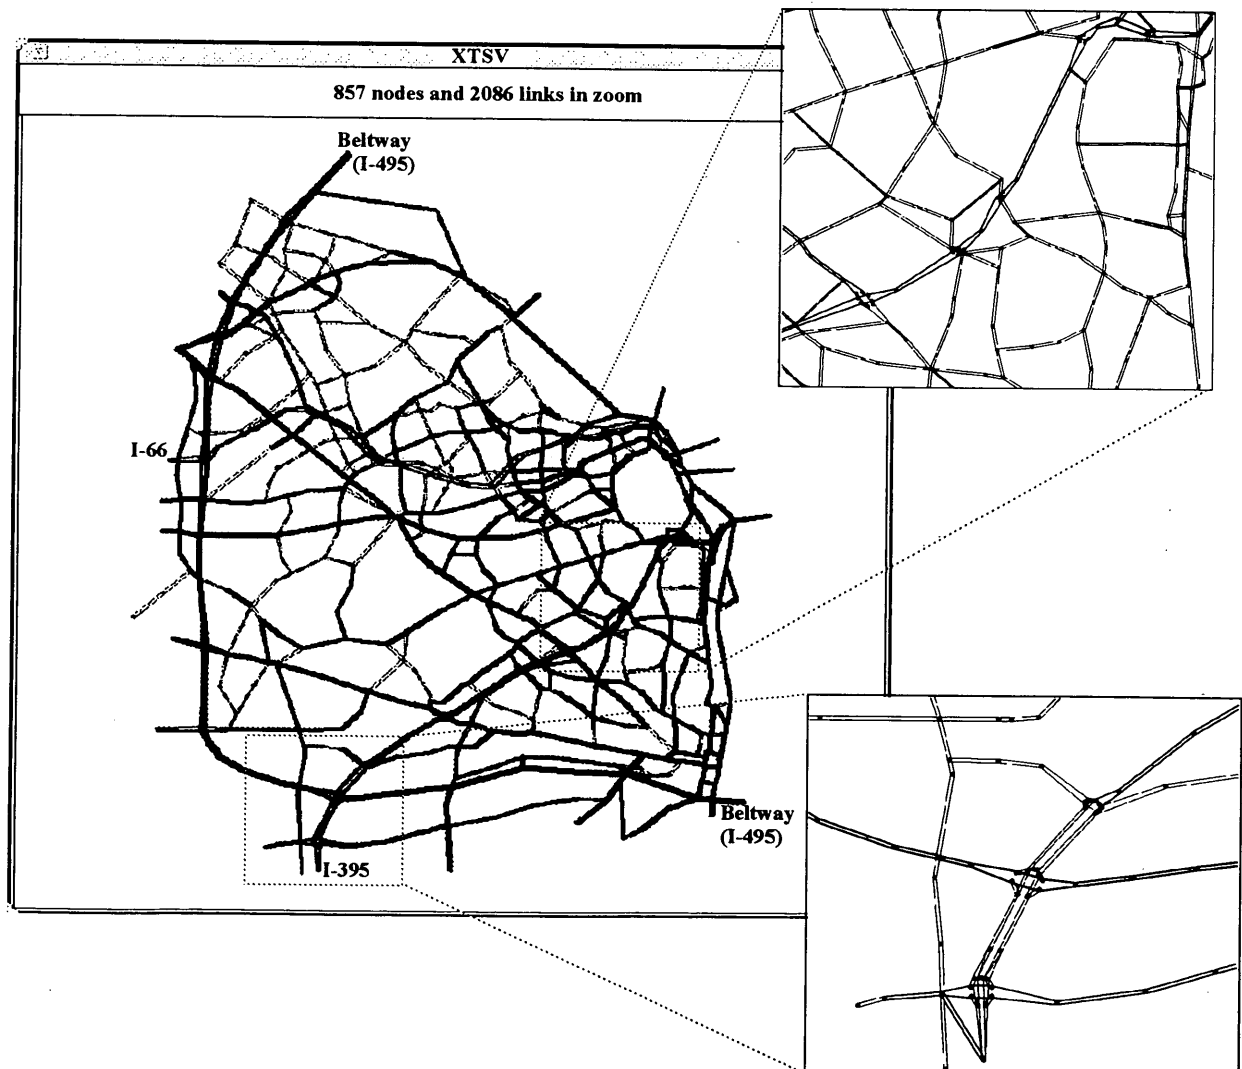 XTSV
857 nodes and 2086 links in zoom
Beltway
(I-495)
I-66
Beltway
(I-495)
I-395